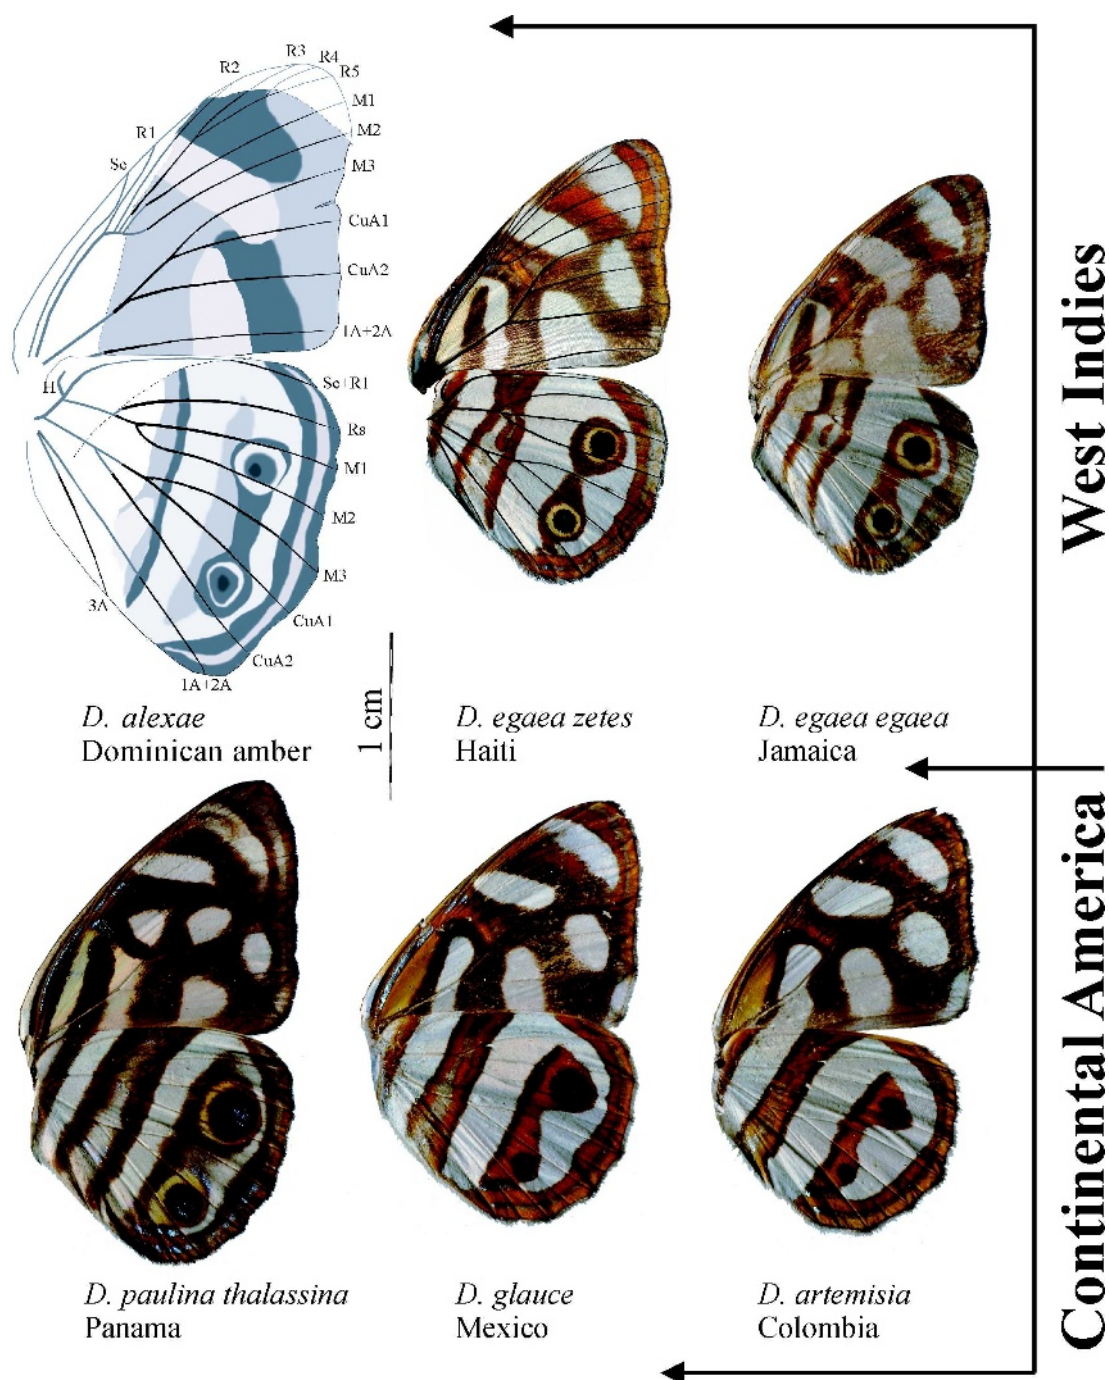 R3
R4
R2
R5
M1
R1
M2
Sc
M3
CuA1
CuA2
1A+2A
H
Sc+R1
Rs
M1
M2
M3
3A
CuA1
CuA2
1A+2A
1 cm
D. alexae
Dominican amber
D. egaea zetes
Haiti
D. egaea egaea
Jamaica
West Indies
D. paulina thalassina
Panama
D. glauce
Mexico
D. artemisia
Colombia
Continental America